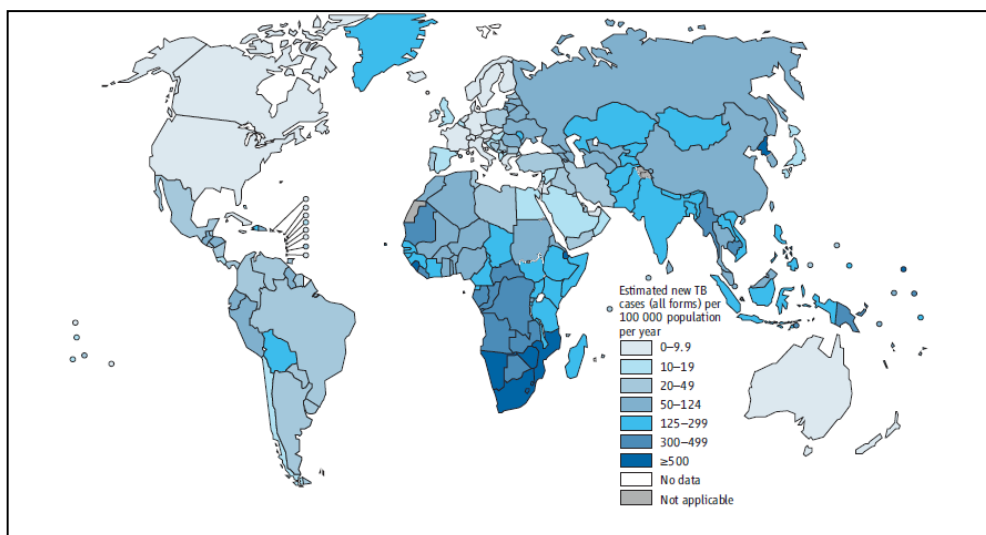 Estimated new TB
cases (all forms) per
100 000 population
per year
0–9.9
10–19
20–49
50–124
125–299
300–499
≥500
No data
Not applicable